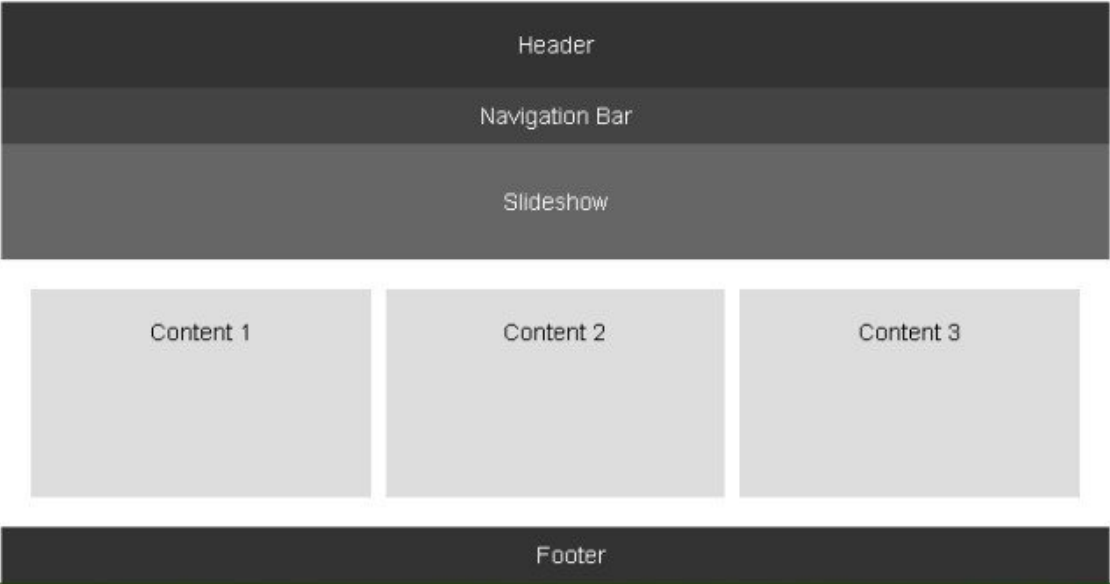 Header
Navigation Bar
Slideshow
Content 1
Content 2
Content 3
Footer